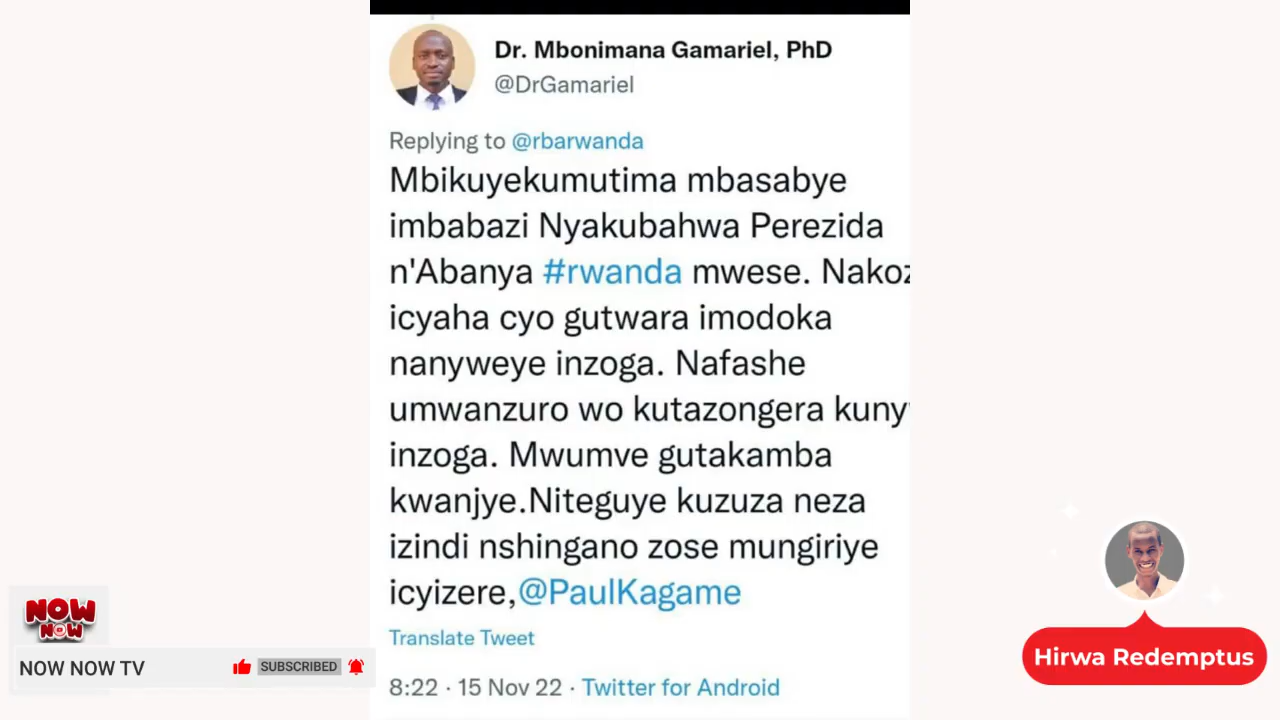 Dr. Mbonimana Gamariel, PhD
@DrGamariel
Replying to @rbarwanda
Mbikuyekumutima mbasabye
imbabazi Nyakubahwa Perezida
n'Abanya #rwanda mwese. Nakoz
icyaha cyo gutwara imodoka
nanyweye inzoga. Nafashe
umwanzuro wo kutazongera kuny
inzoga. Mwumve gutakamba
kwanjye.Niteguye kuzuza neza
izindi nshingano zose mungiriye
icyizere,@PaulKagame
Translate Tweet
8:22 · 15 Nov 22 · Twitter for Android
NOW
NOW
NOW NOW TV
SUBSCRIBED
Hirwa Redemptus